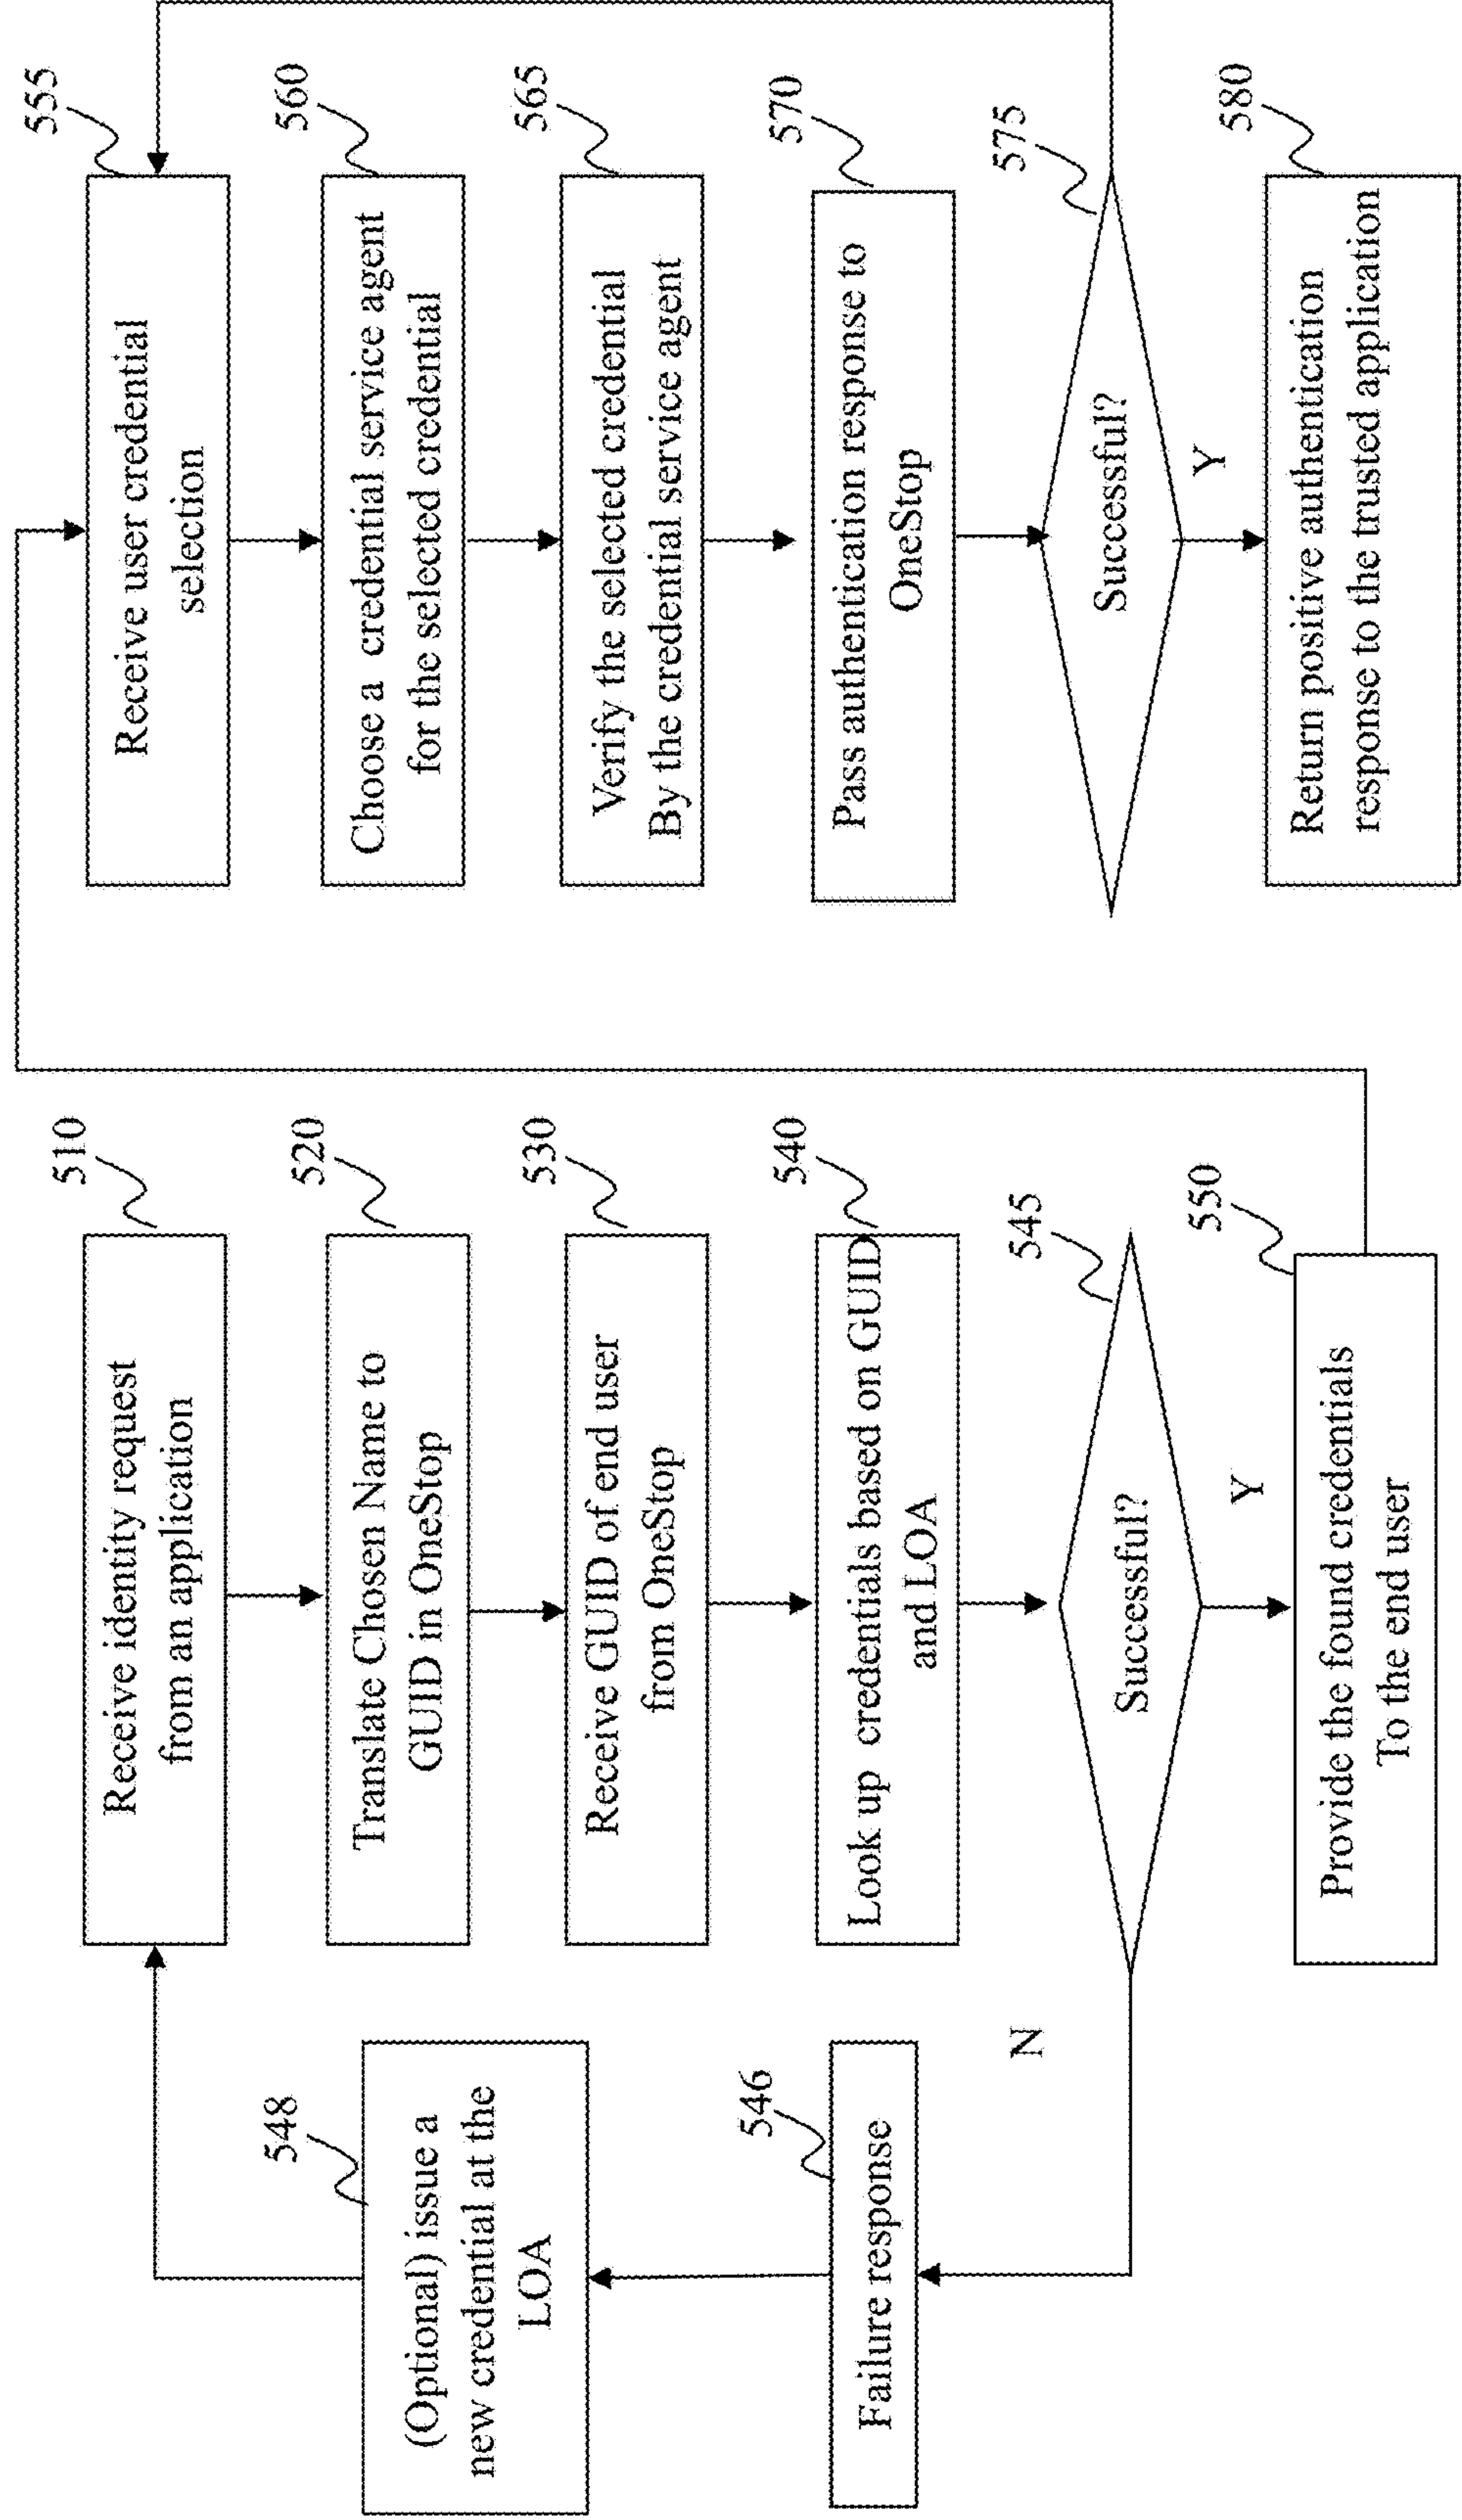 510
Receive identity request
from an application
520
Translate Chosen Name to
GUID in OneStop
530
Receive GUID of end user
from OneStop
540
Look up credentials based on GUID
and LOA
545
Successful?
N
Y
546
Failure response
548
(Optional) issue a
new credential at the
LOA
550
Provide the found credentials
To the end user
555
Receive user credential
selection
560
Choose a credential service agent
for the selected credential
565
Verify the selected credential
By the credential service agent
570
Pass authentication response to
OneStop
575
Successful?
Y
580
Return positive authentication
response to the trusted application